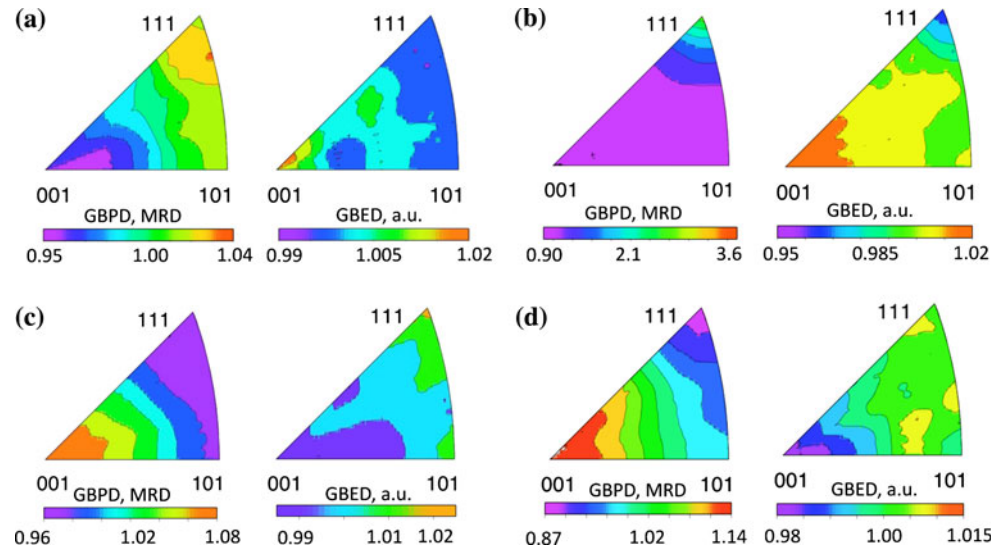 (a)
111
001 101
GBPD, MRD
0.95 1.00 1.04
001 101
GBED, a.u.
0.99 1.005 1.02
(b)
111
001 101
GBPD, MRD
0.90 2.1 3.6
001 101
GBED, a.u.
0.95 0.985 1.02
(c)
111
001 101
GBPD, MRD
0.96 1.02 1.08
111
001 101
GBED, a.u.
0.99 1.01 1.02
(d)
111
001 101
GBPD, MRD
0.87 1.02 1.14
111
001 101
GBED, a.u.
0.98 1.00 1.015